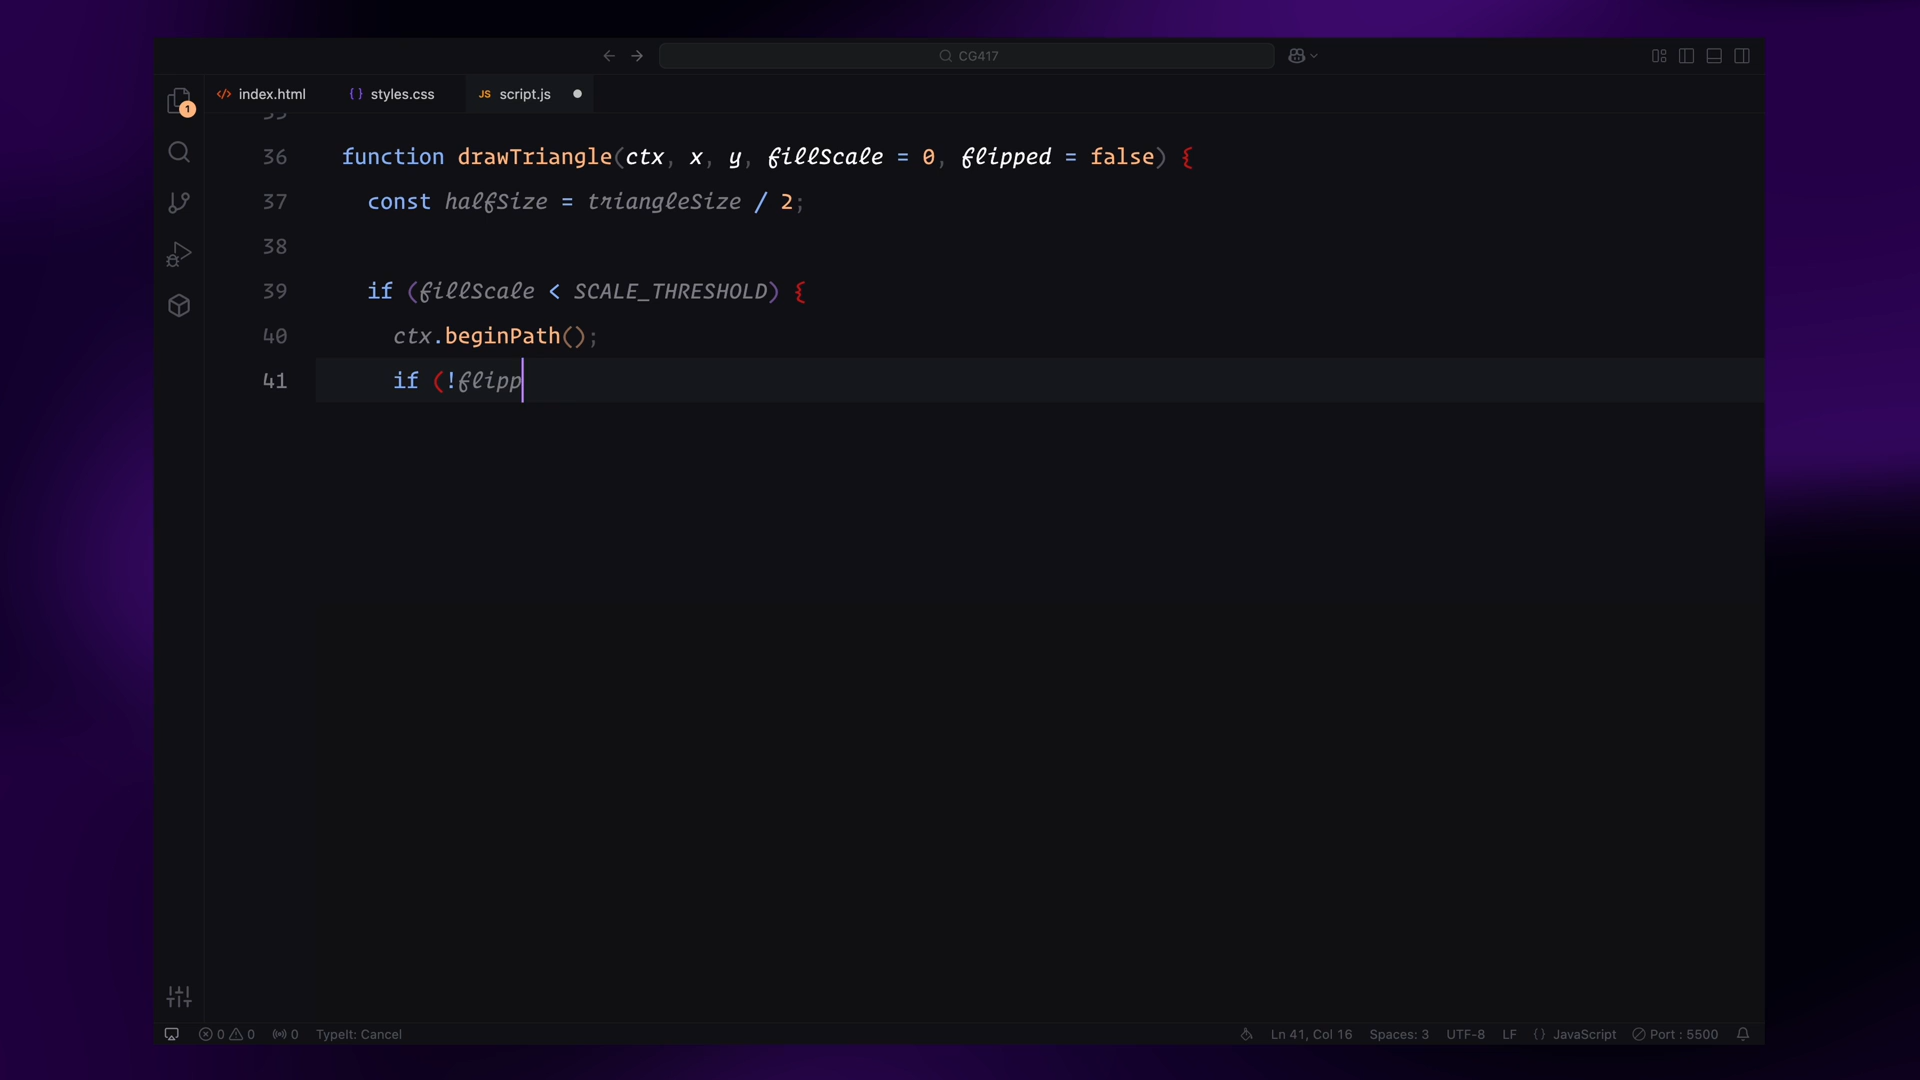 CG417
index.html
styles.css
JS script.js
1
36 function drawTriangle(ctx, x, y, fillScale = 0, flipped = false) {
37 const halfSize = triangleSize / 2;
38
39 if (fillScale < SCALE_THRESHOLD) {
40 ctx.beginPath();
41 if (!flipp
0 0 0 TypeIt: Cancel Ln 41, Col 16 Spaces: 3 UTF-8 LF {} JavaScript Port : 5500